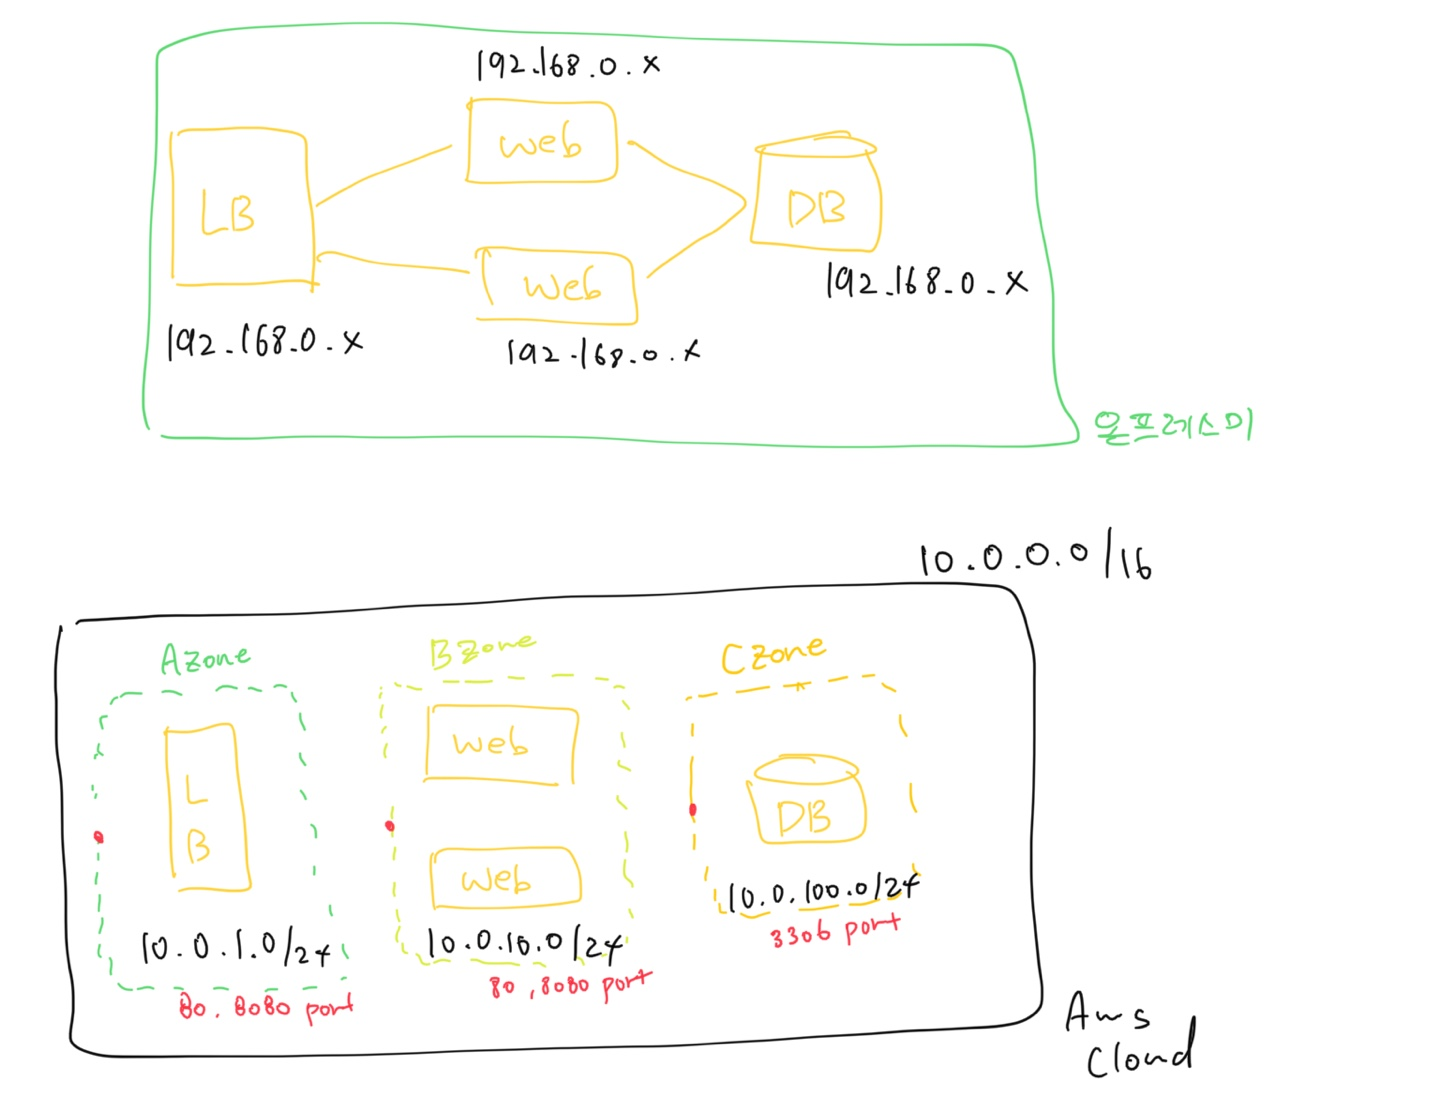 192.168.0.x
web
LB
DB
web
192.168.0.x
192.168.0.x
192.168.0.x
온프레스미
10.0.0.0/16
Azone
Bzone
Czone
web
L
B
DB
web
10.0.1.0/24
10.0.10.0/24
10.0.100.0/24
80, 8080 port
80, 8080 port
3306 port
Aws
Cloud